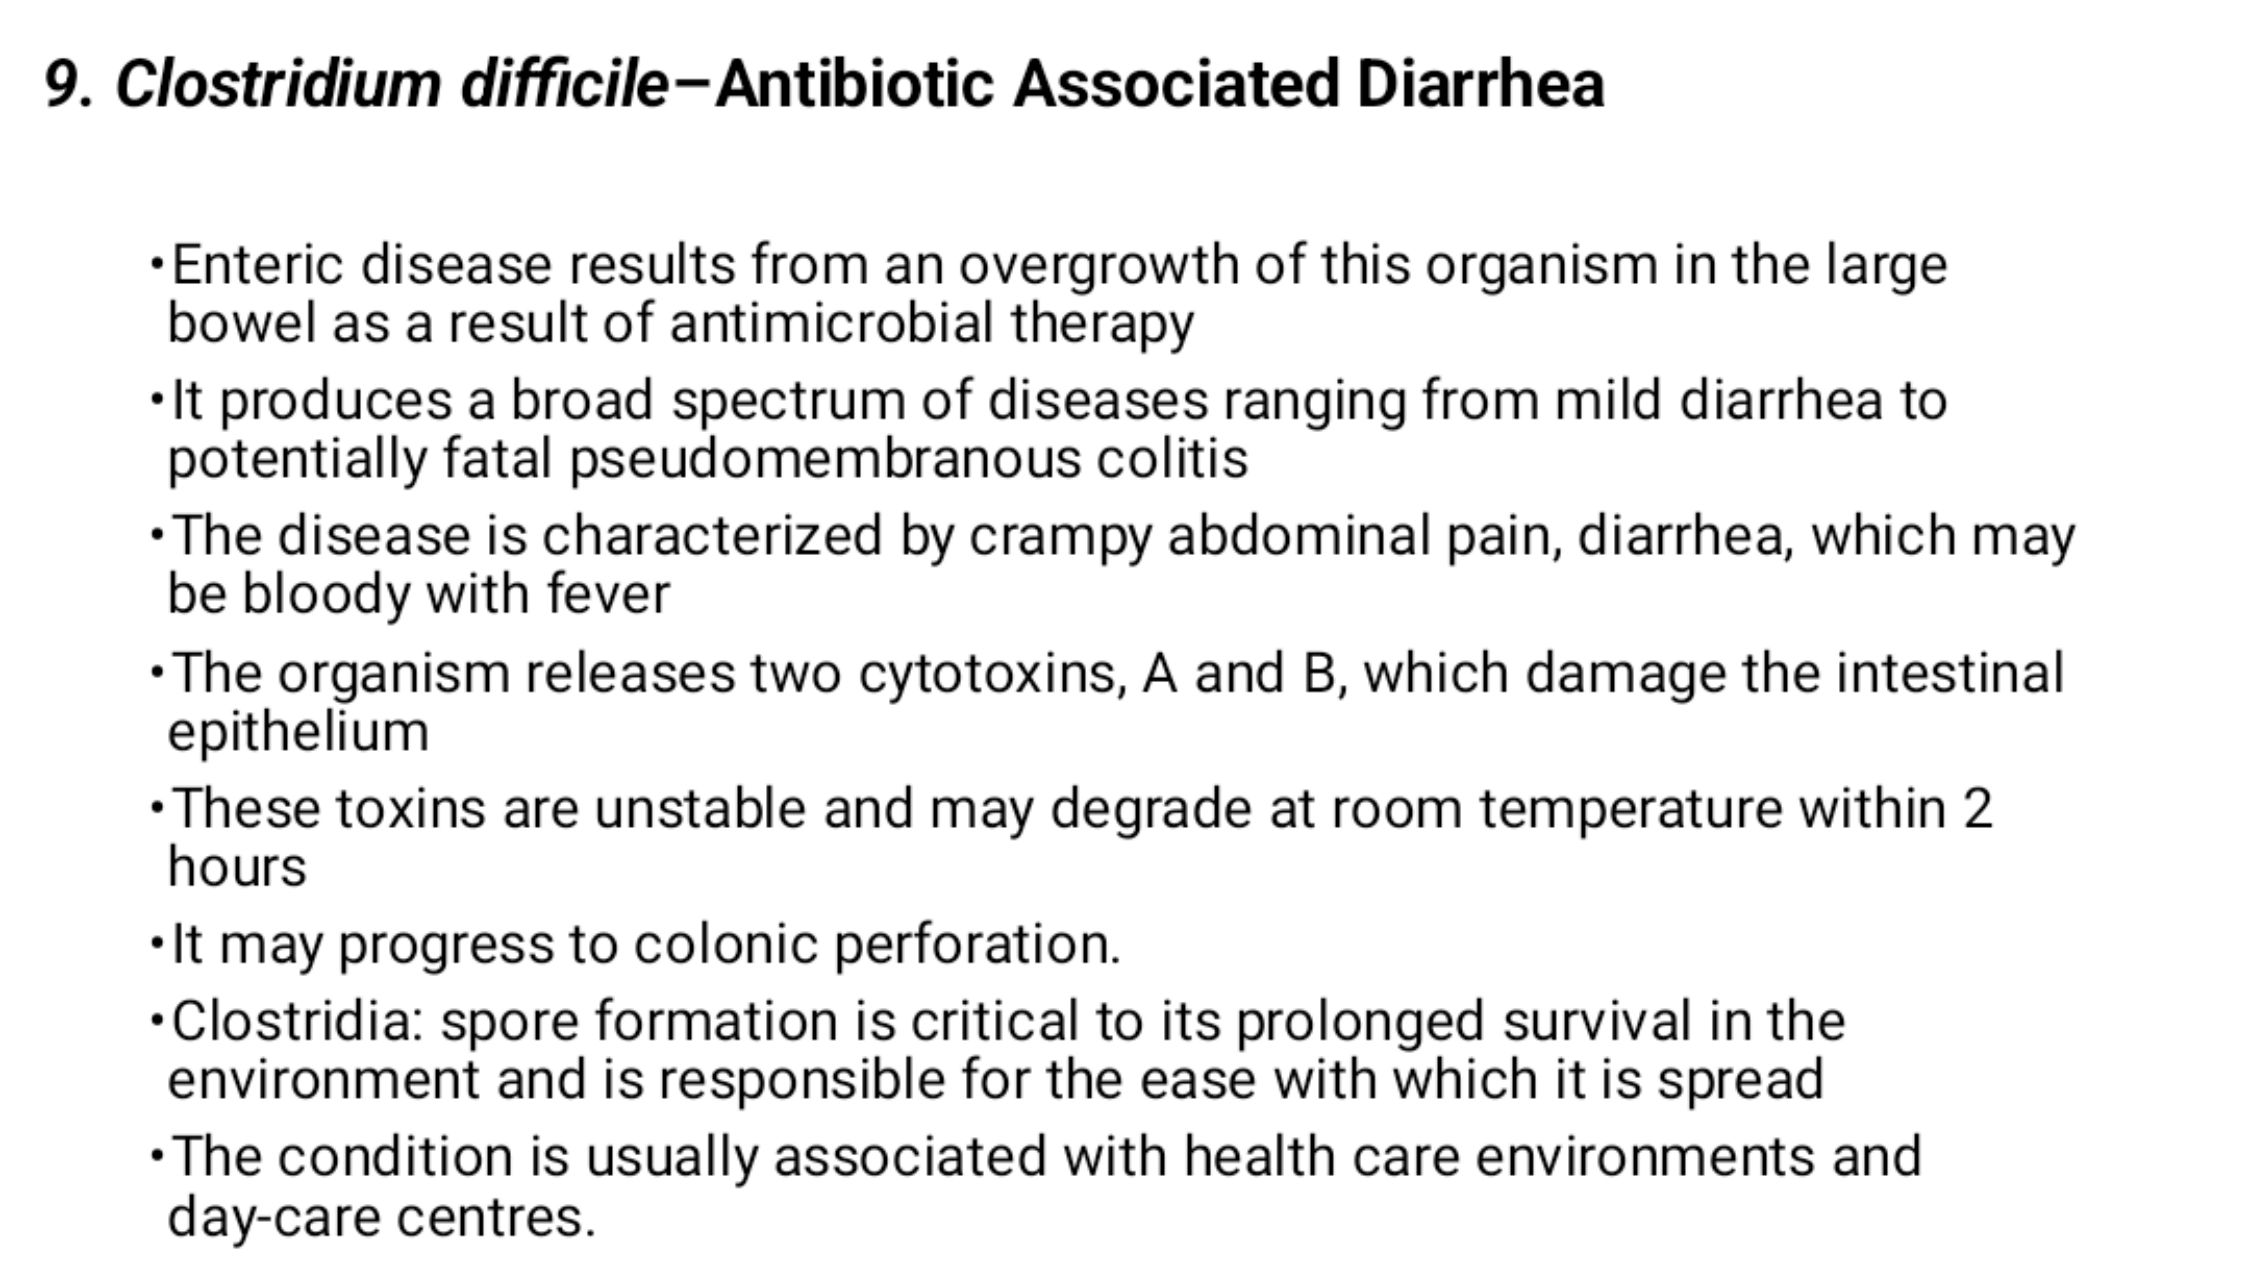 9. Clostridium difficile–Antibiotic Associated Diarrhea
•Enteric disease results from an overgrowth of this organism in the large
bowel as a result of antimicrobial therapy
•It produces a broad spectrum of diseases ranging from mild diarrhea to
potentially fatal pseudomembranous colitis
•The disease is characterized by crampy abdominal pain, diarrhea, which may
be bloody with fever
•The organism releases two cytotoxins, A and B, which damage the intestinal
epithelium
•These toxins are unstable and may degrade at room temperature within 2
hours
•It may progress to colonic perforation.
•Clostridia: spore formation is critical to its prolonged survival in the
environment and is responsible for the ease with which it is spread
•The condition is usually associated with health care environments and
day-care centres.